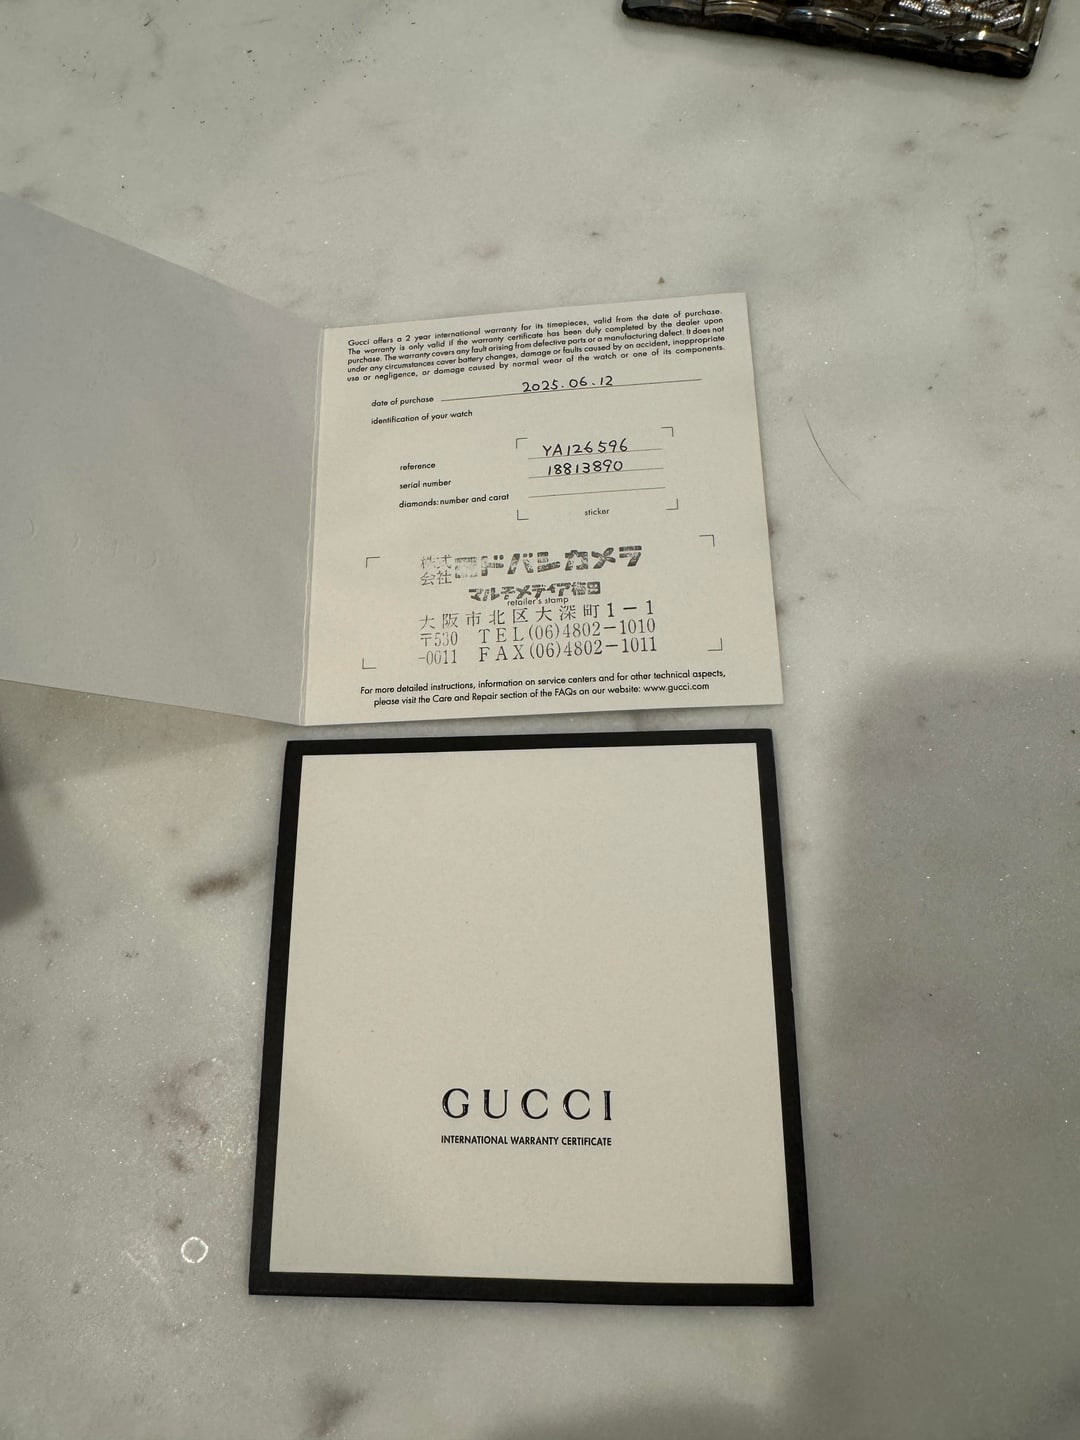 Gucci offers a 2 year international warranty for its timepieces, valid from the date of purchase.
The warranty is only valid if the warranty certificate has been duly completed by the dealer upon
purchase. The warranty covers any fault arising from defective parts or a manufacturing defect. It does not
under any circumstances cover battery changes, damage or faults caused by an accident, inappropriate
use or negligence, or damage caused by normal wear of the watch or one of its components.
date of purchase 2025.06.12
identification of your watch
reference YA126596
serial number 18813890
diamonds: number and carat
sticker
株式会社 ヨドバシカメラ
マルチメディア梅田
retailer's stamp
大阪市北区大深町1-1
〒530 TEL(06)4802-1010
-0011 FAX(06)4802-1011
For more detailed instructions, information on service centers and for other technical aspects,
please visit the Care and Repair section of the FAQs on our website: www.gucci.com
GUCCI
INTERNATIONAL WARRANTY CERTIFICATE